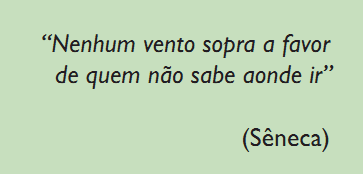 “Nenhum vento sopra a favor
de quem não sabe aonde ir”
(Sêneca)